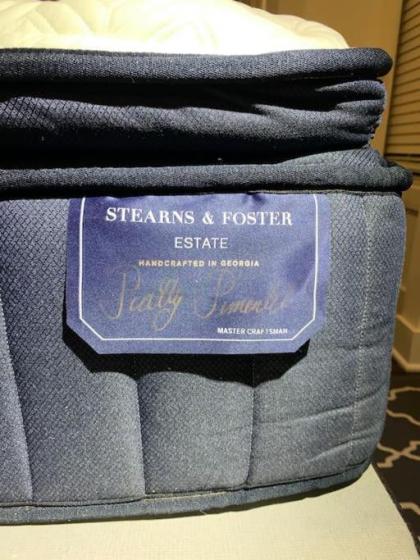 STEARNS & FOSTER
ESTATE
HANDCRAFTED IN GEORGIA
MASTER CRAFTSMAN